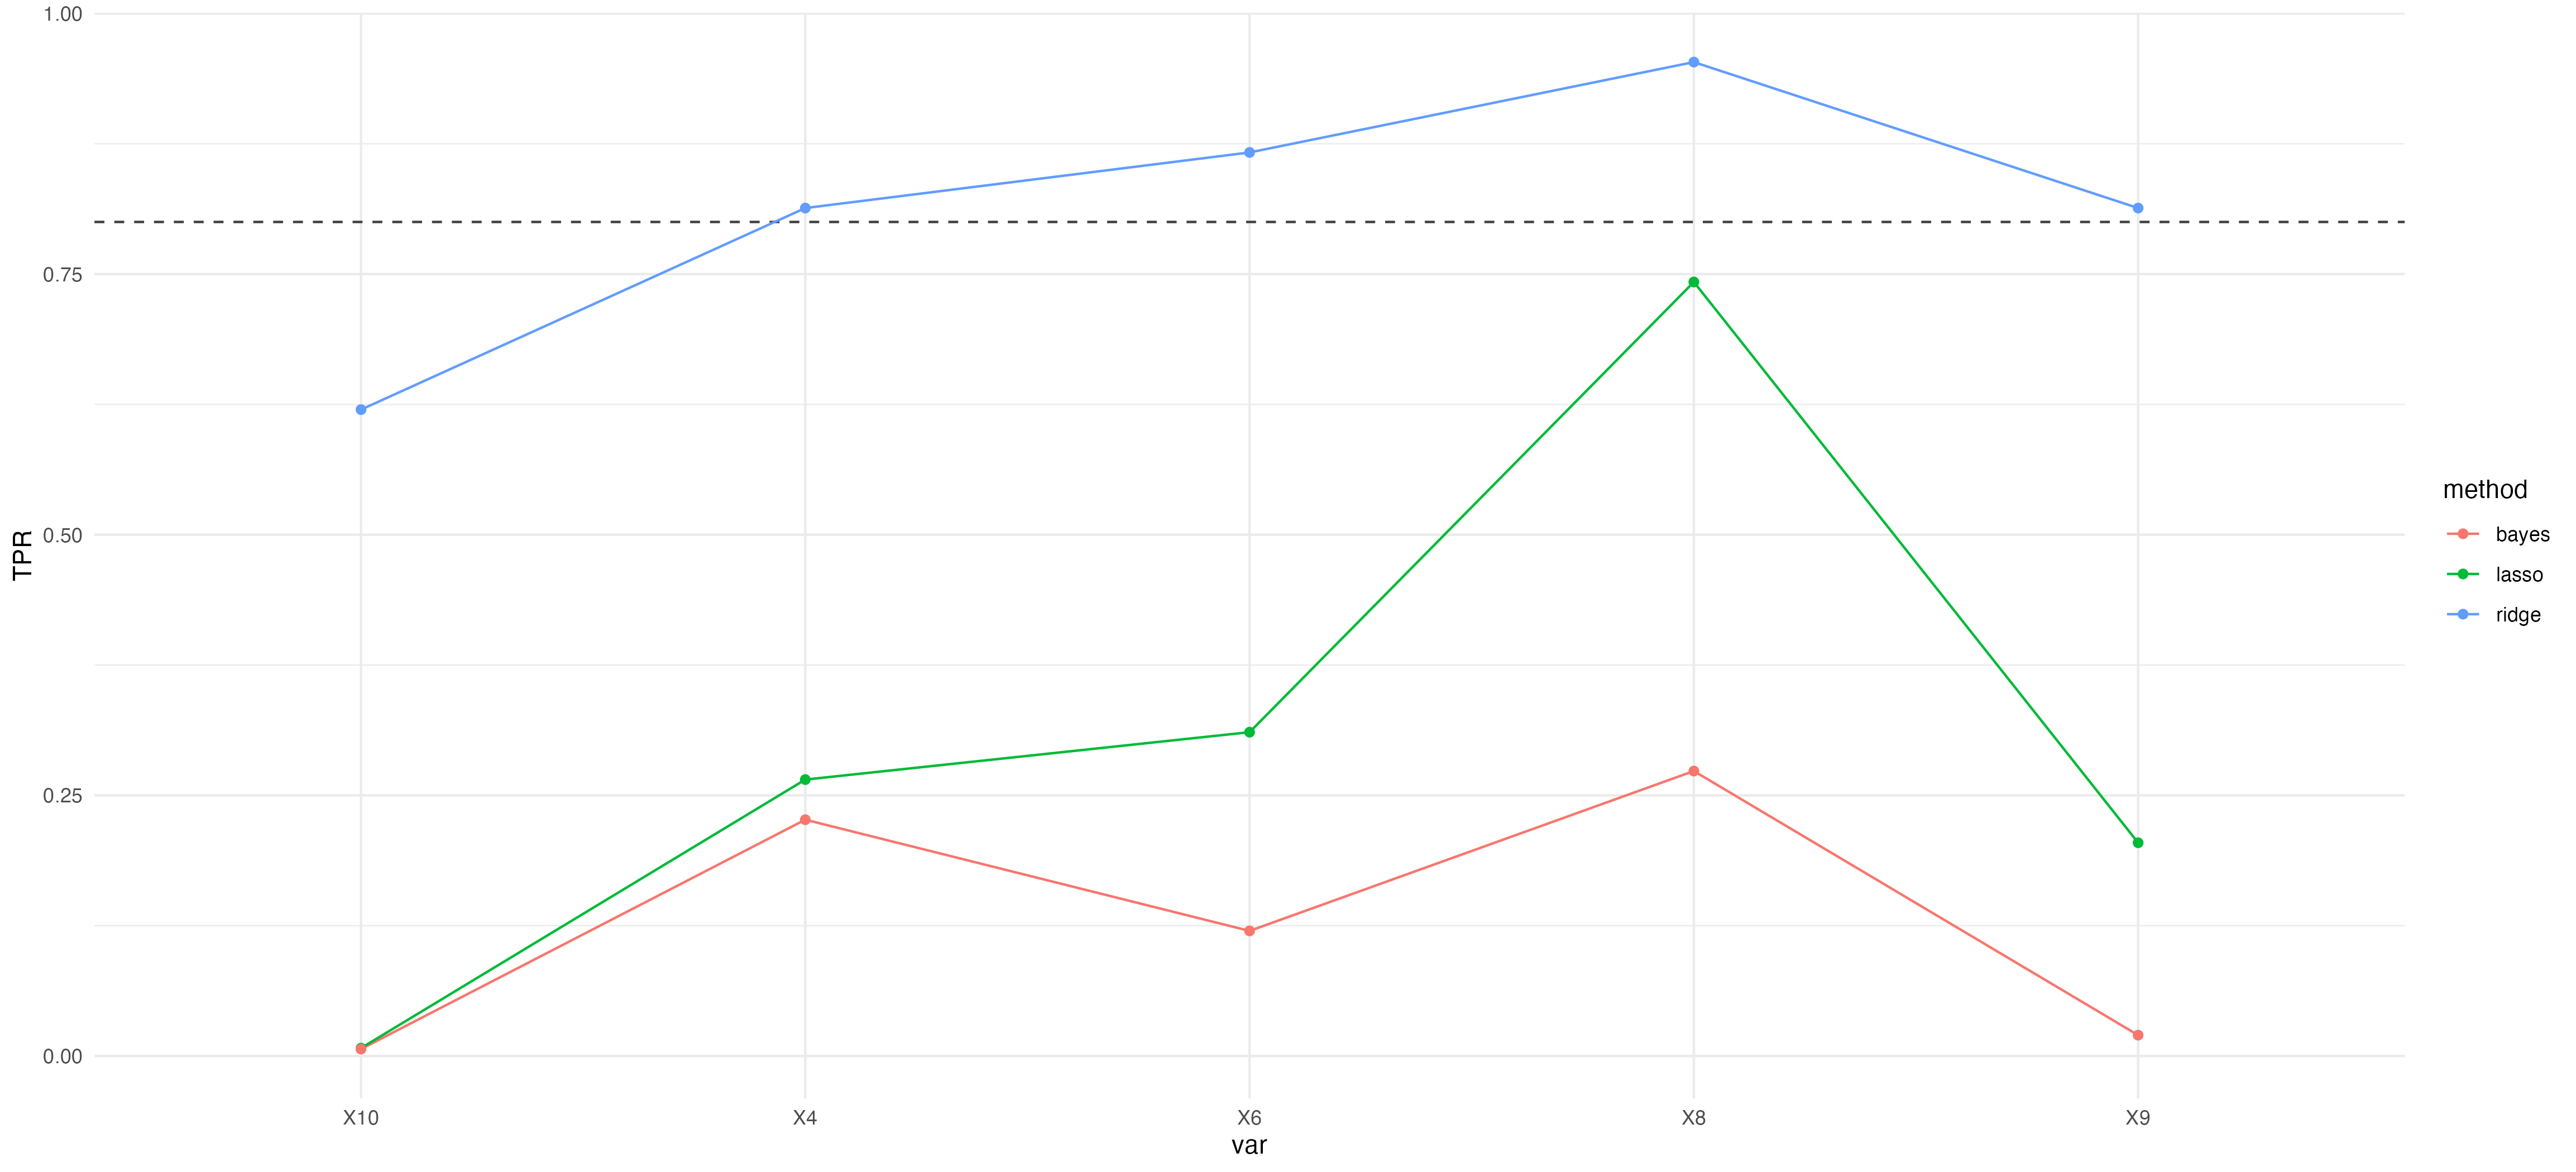 1.00
0.75
0.50
0.25
0.00
TPR
X10
X4
X6
X8
X9
var
method
bayes
lasso
ridge